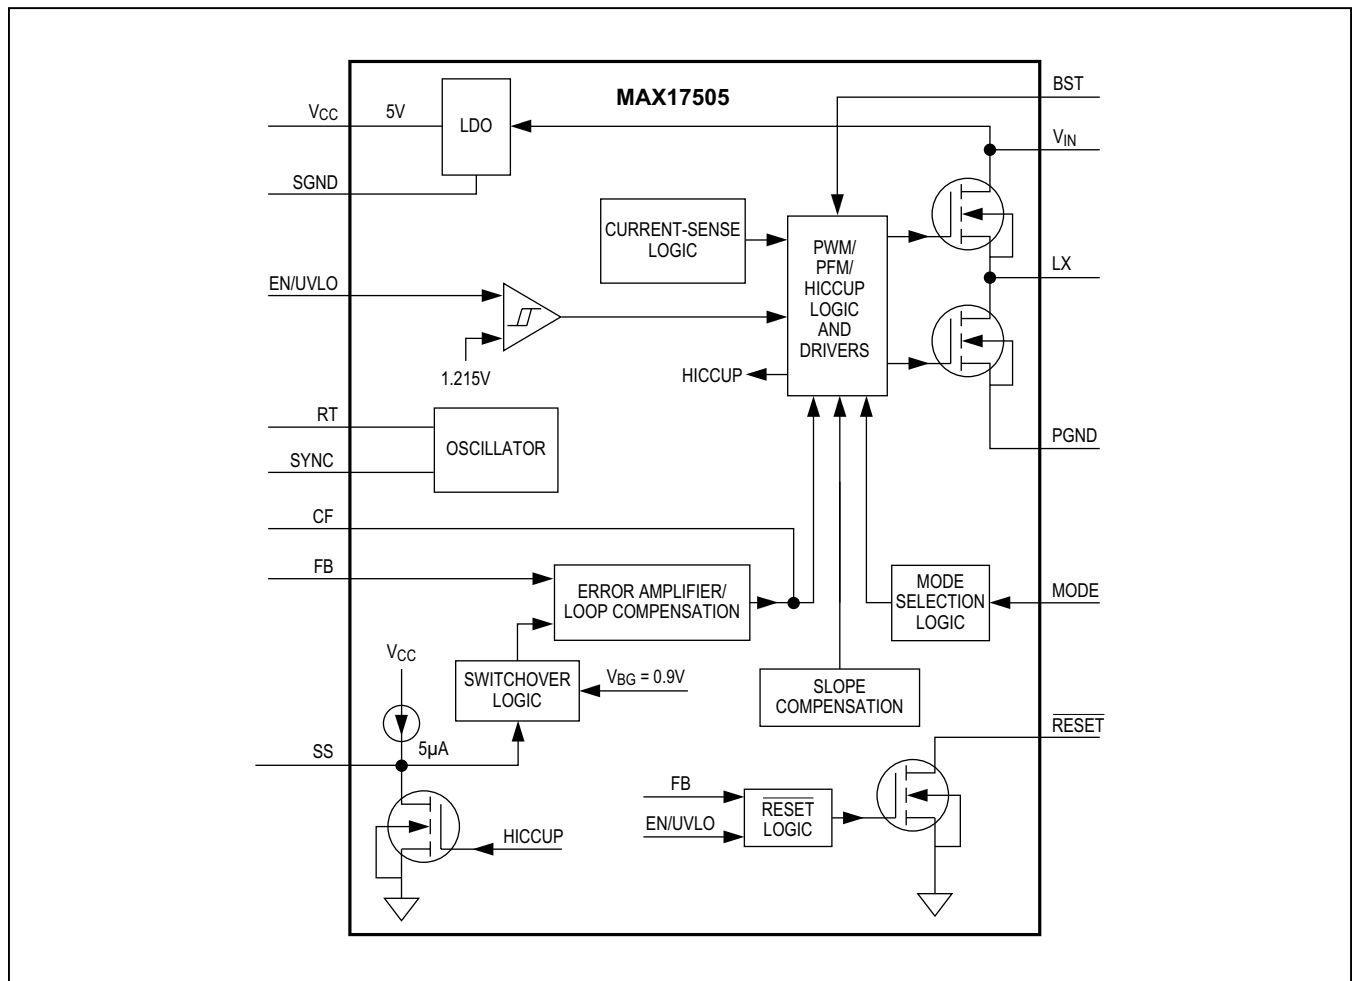 MAX17505
BST
VCC
5V
LDO
VIN
SGND
CURRENT-SENSE
LOGIC
PWM/
PFM/
HICCUP
LOGIC
AND
DRIVERS
LX
EN/UVLO
1.215V
HICCUP
RT
OSCILLATOR
SYNC
PGND
CF
FB
ERROR AMPLIFIER/
LOOP COMPENSATION
MODE
SELECTION
LOGIC
MODE
VCC
SWITCHOVER
LOGIC
VBG = 0.9V
SLOPE
COMPENSATION
RESET
SS
5µA
FB
RESET
LOGIC
EN/UVLO
HICCUP